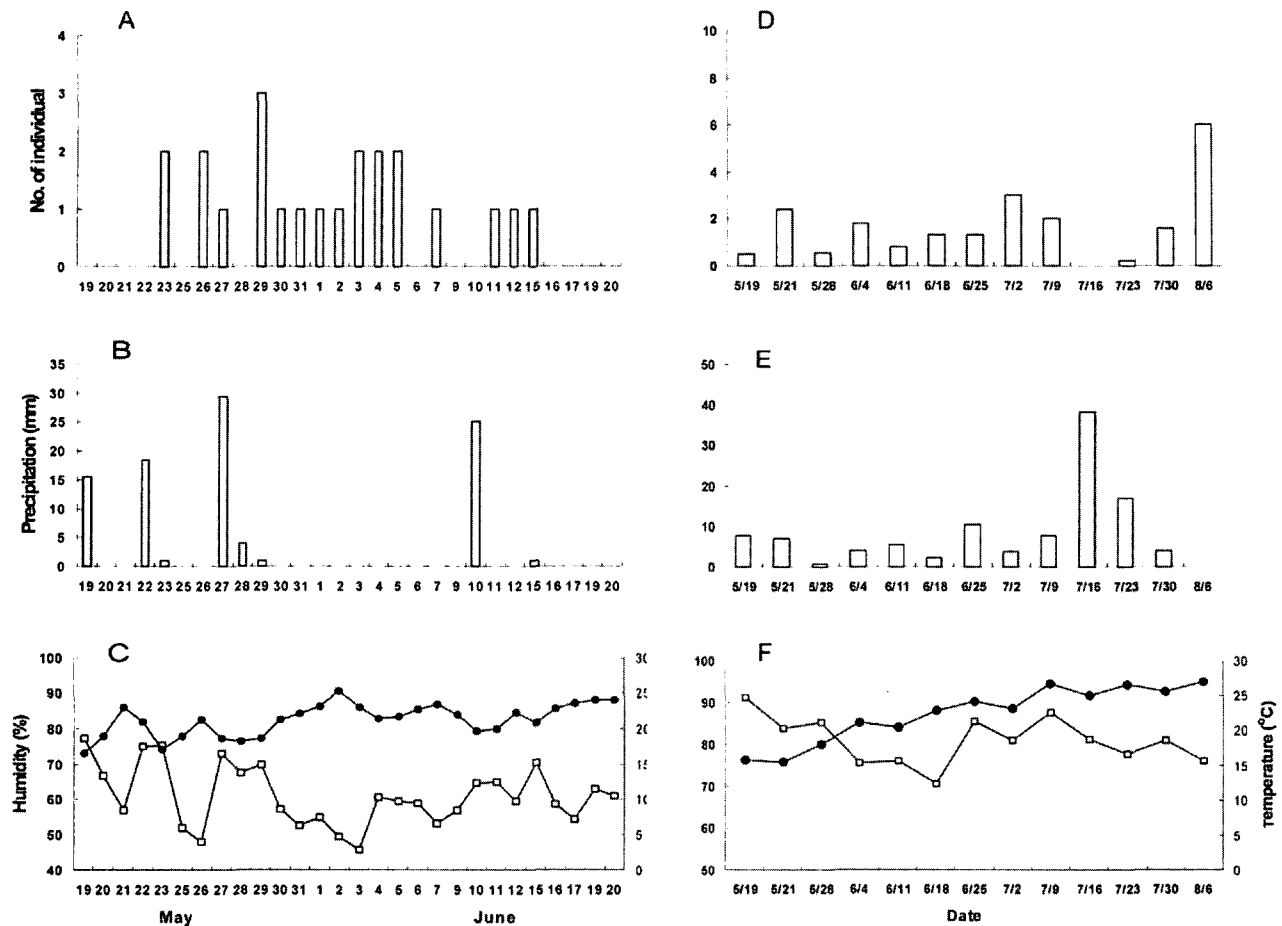 A
No. of individual
4
3
2
1
0
19 20 21 22 23 25 26 27 28 29 30 31 1 2 3 4 5 6 7 9 10 11 12 15 16 17 19 20
D
10
8
6
4
2
0
5/19 5/21 5/28 6/4 6/11 6/18 6/25 7/2 7/9 7/16 7/23 7/30 8/6
B
Precipitation (mm)
35
30
25
20
15
10
5
0
19 20 21 22 23 25 26 27 28 29 30 31 1 2 3 4 5 6 7 9 10 11 12 15 16 17 19 20
E
50
40
30
20
10
0
5/19 5/21 5/28 6/4 6/11 6/18 6/25 7/2 7/9 7/16 7/23 7/30 8/6
C
Humidity (%)
100
90
80
70
60
50
40
25
20
15
10
5
0
19 20 21 22 23 25 26 27 28 29 30 31 1 2 3 4 5 6 7 9 10 11 12 15 16 17 19 20
May June
F
100
90
80
70
60
50
30
25
20
15
10
5
0
Temperature (°C)
5/19 5/21 5/28 6/4 6/11 6/18 6/25 7/2 7/9 7/16 7/23 7/30 8/6
Date